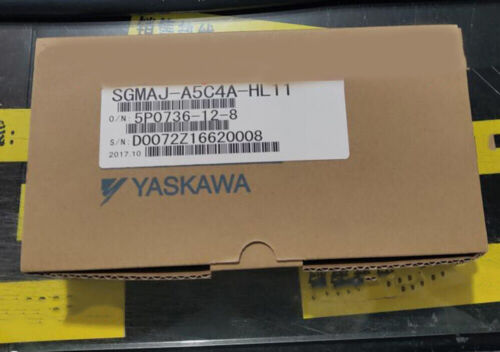 SGMAJ-A5C4A-HL11
O/N: 5P0736-12-8
S/N: D0072Z16620008
2017.10
YASKAWA